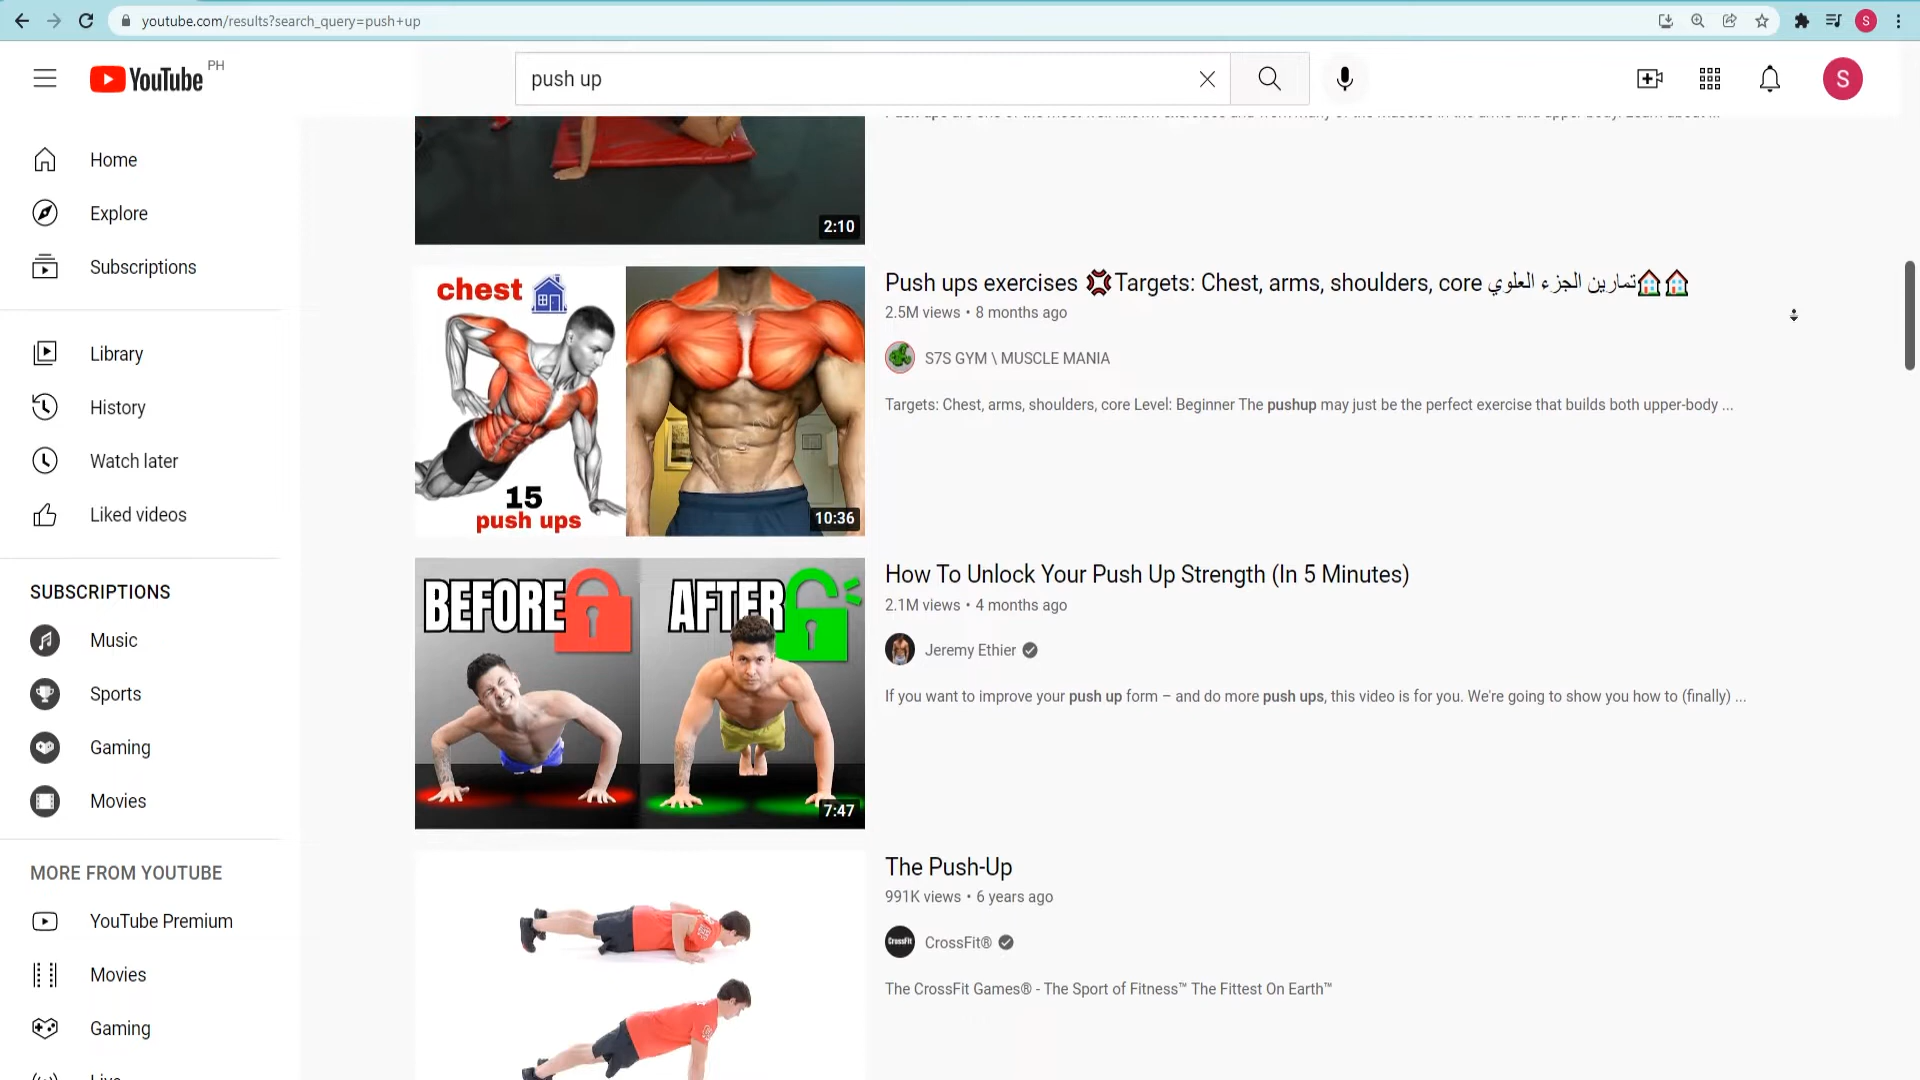 youtube.com/results?search_query=push+up
S
YouTube PH
push up
S
Home
Explore
Subscriptions
Library
History
Watch later
Liked videos
SUBSCRIPTIONS
Music
Sports
Gaming
Movies
MORE FROM YOUTUBE
YouTube Premium
Movies
Gaming
Live
2:10
chest
15
push ups
10:36
Push ups exercises 💢Targets: Chest, arms, shoulders, core تمارين الجزء العلوي🏠🏠
2.5M views • 8 months ago
S7S GYM \ MUSCLE MANIA
Targets: Chest, arms, shoulders, core Level: Beginner The pushup may just be the perfect exercise that builds both upper-body ...
BEFORE
AFTER
7:47
How To Unlock Your Push Up Strength (In 5 Minutes)
2.1M views • 4 months ago
Jeremy Ethier
If you want to improve your push up form – and do more push ups, this video is for you. We're going to show you how to (finally) ...
The Push-Up
991K views • 6 years ago
CrossFit
CrossFit®
The CrossFit Games® - The Sport of Fitness™ The Fittest On Earth™